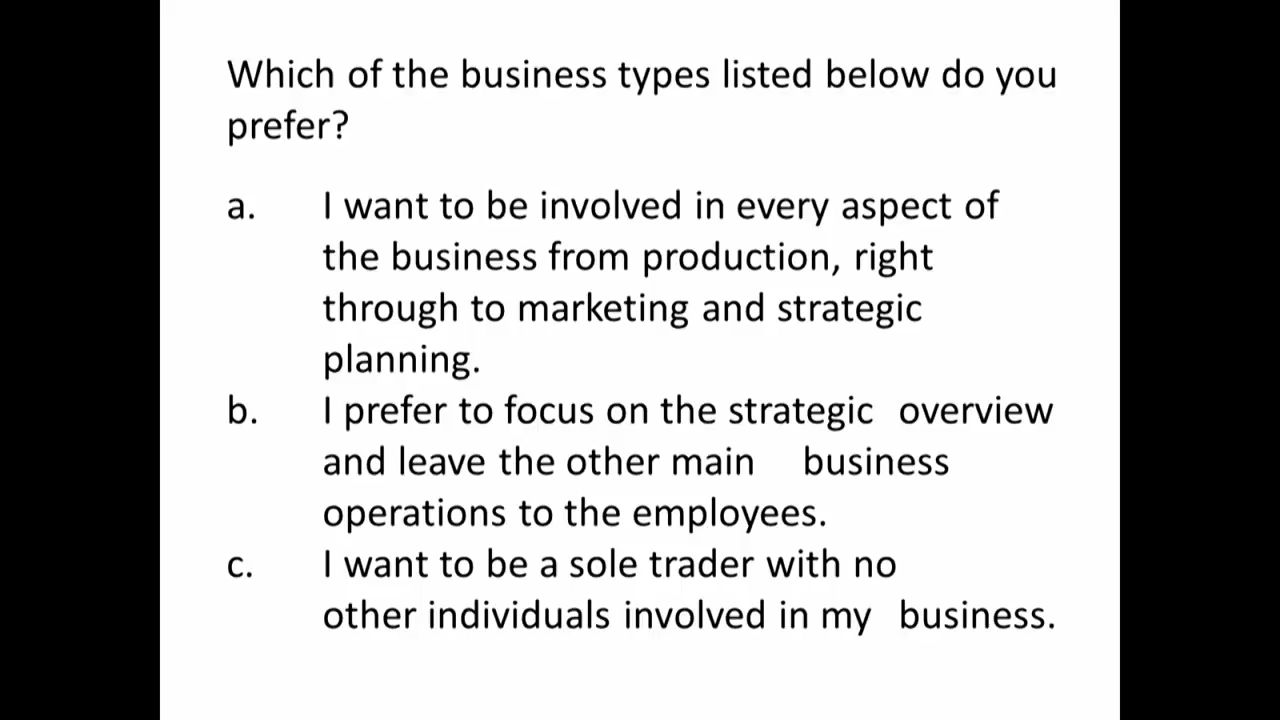 Which of the business types listed below do you
prefer?
a. I want to be involved in every aspect of
the business from production, right
through to marketing and strategic
planning.
b. I prefer to focus on the strategic overview
and leave the other main business
operations to the employees.
c. I want to be a sole trader with no
other individuals involved in my business.